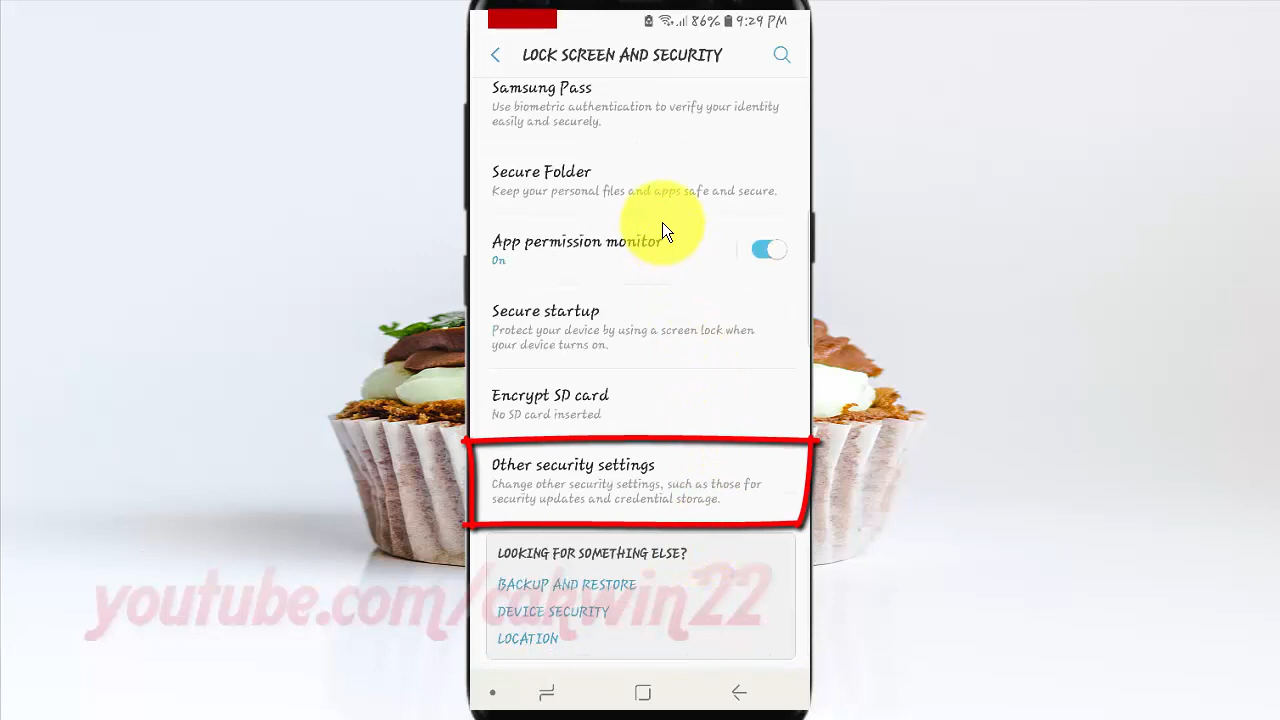 86% 9:29 PM
LOCK SCREEN AND SECURITY
Samsung Pass
Use biometric authentication to verify your identity
easily and securely.
Secure Folder
Keep your personal files and apps safe and secure.
App permission monitor
On
Secure startup
Protect your device by using a screen lock when
your device turns on.
Encrypt SD card
No SD card inserted
Other security settings
Change other security settings, such as those for
security updates and credential storage.
LOOKING FOR SOMETHING ELSE?
BACKUP AND RESTORE
DEVICE SECURITY
LOCATION
youtube.com/eakwin22